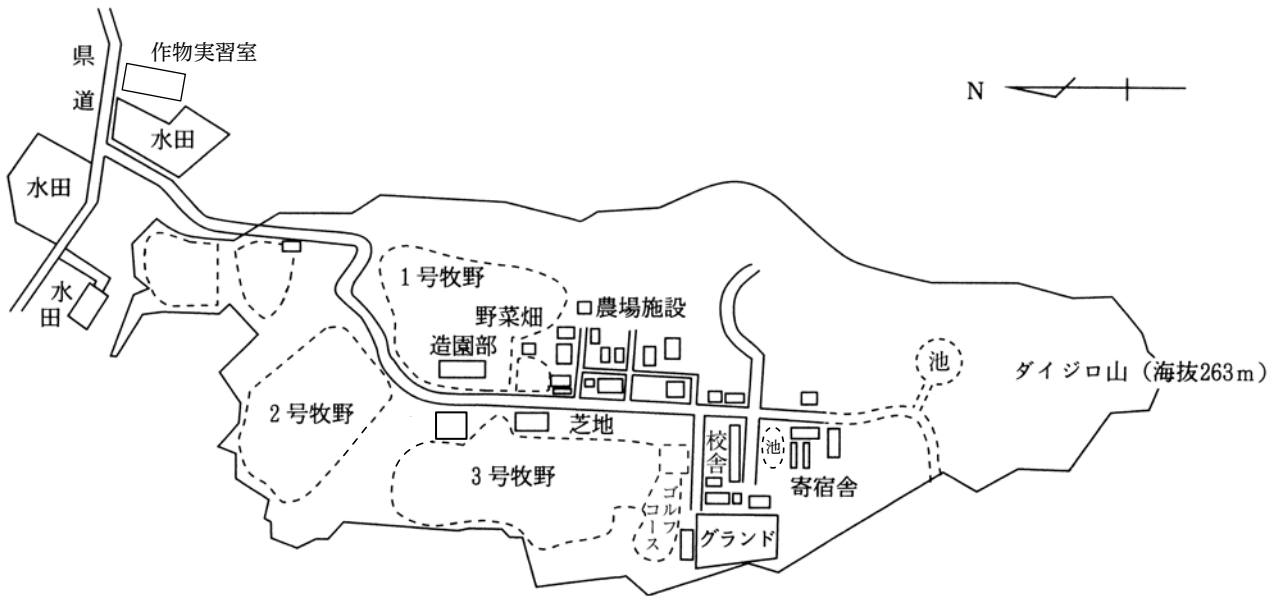 県道
作物実習室
N
水田
水田
水田
1号牧野
野菜畑
農場施設
造園部
池
ダイジロ山（海抜263m）
2号牧野
芝地
校舎
池
3号牧野
寄宿舎
ゴルフ
コース
グランド